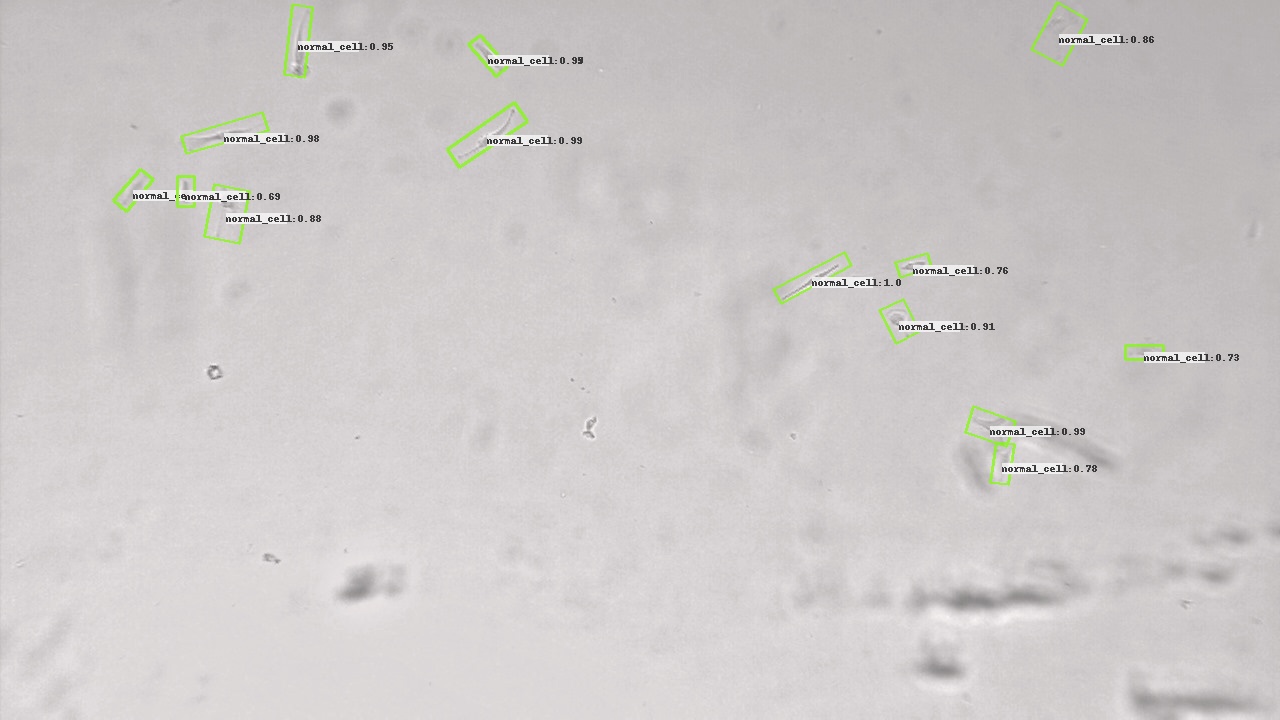 normal_cell:0.95
normal_cell:0.86
normal_cell:0.98
normal_cell:0.99
normal_ce
normal_cell:0.69
normal_cell:0.88
normal_cell:0.76
normal_cell:1.0
normal_cell:0.91
normal_cell:0.73
normal_cell:0.99
normal_cell:0.78